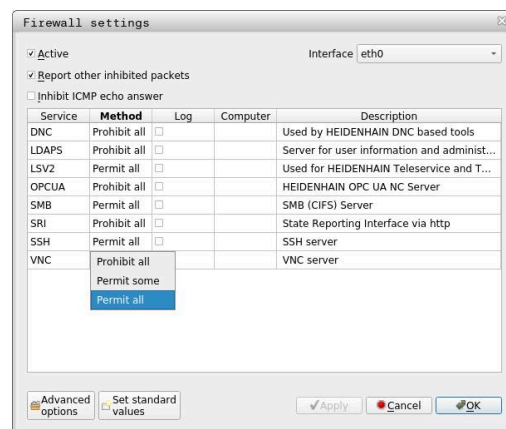 Firewall settings
Active
Interface eth0
Report other inhibited packets
Inhibit ICMP echo answer
Service Method Log Computer Description
DNC Prohibit all Used by HEIDENHAIN DNC based tools
LDAPS Prohibit all Server for user information and administ...
LSV2 Permit all Used for HEIDENHAIN Teleservice and T...
OPCUA Prohibit all HEIDENHAIN OPC UA NC Server
SMB Permit all SMB (CIFS) Server
SRI Prohibit all State Reporting Interface via http
SSH Permit all SSH server
VNC Prohibit all VNC server
Permit some
Permit all
Advanced options Set standard values Apply Cancel OK